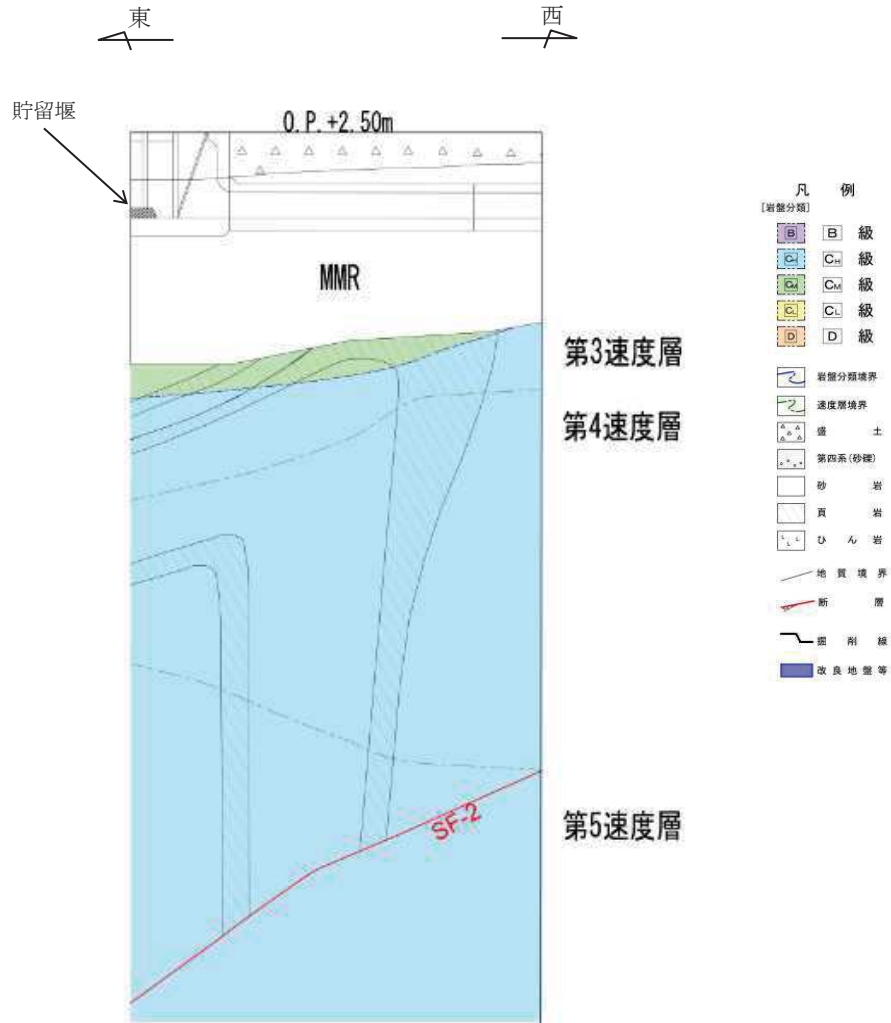 東
西
貯留堰
O.P.+2.50m
MMR
第3速度層
第4速度層
SF-2
第5速度層
凡 例
[岩盤分類]
B B 級
CH CH 級
CM CM 級
CL CL 級
D D 級
岩盤分類境界
速度層境界
盛 土
第四系(砂礫)
砂 岩
頁 岩
ひ ん 岩
地 質 境 界
断 層
掘 削 線
改 良 地 盤 等